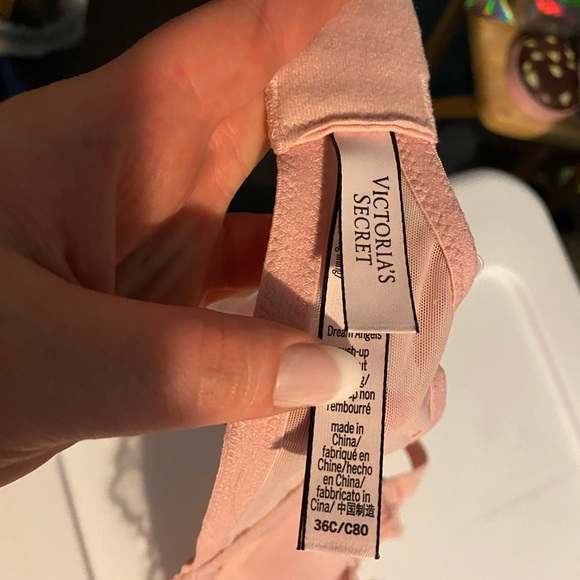 VICTORIA'S
SECRET
Dream Angels
non
rembourré
made in
China/
fabriqué en
Chine/hecho
en China/
fabbricato in
Cina/ 中国制造
36C/C80